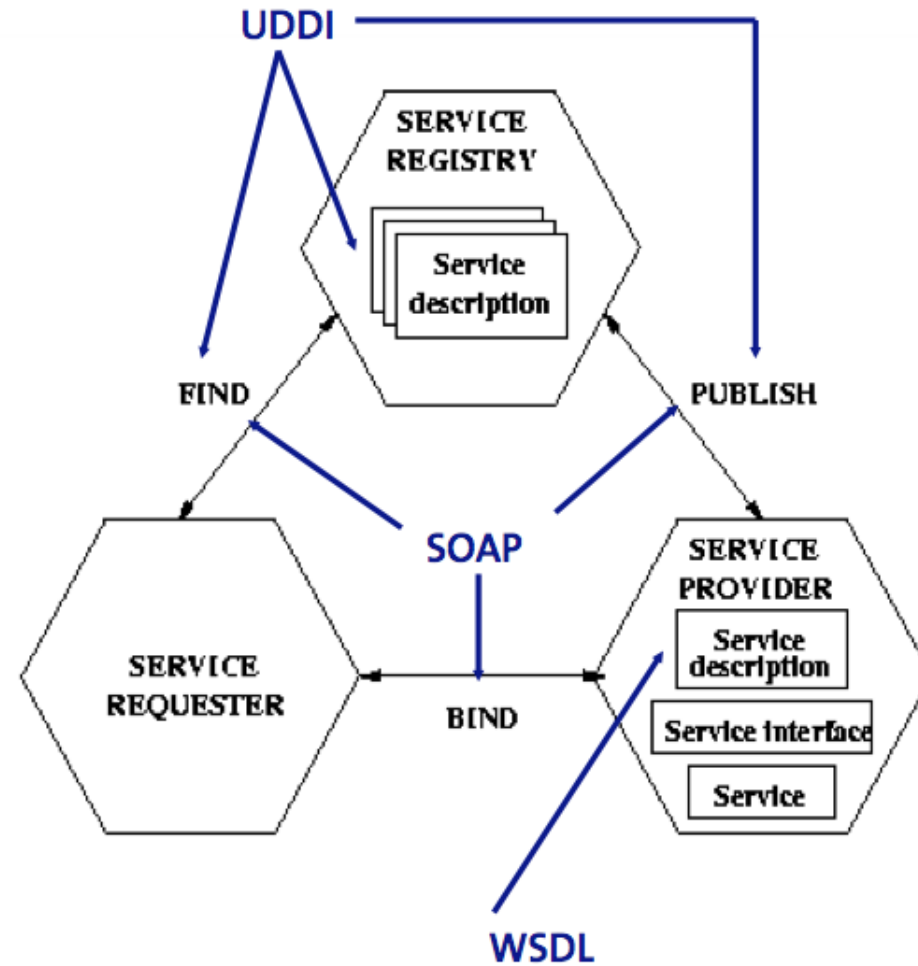 UDDI
SERVICE
REGISTRY
Service
description
FIND
PUBLISH
SOAP
SERVICE
REQUESTER
BIND
SERVICE
PROVIDER
Service
description
Service interface
Service
WSDL